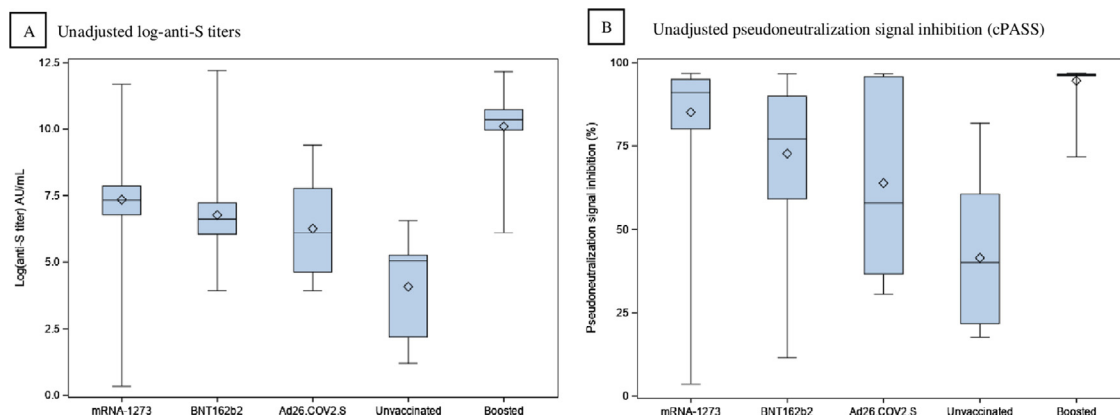 A Unadjusted log-anti-S titers
12.5
10.0
7.5
5.0
2.5
0.0
Log(anti-S titer) AU/mL
mRNA-1273 BNT162b2 Ad26.COV2.S Unvaccinated Boosted
B Unadjusted pseudoneutralization signal inhibition (cPASS)
100
75
50
25
0
Pseudoneutralization signal inhibition (%)
mRNA-1273 BNT162b2 Ad26.COV2.S Unvaccinated Boosted